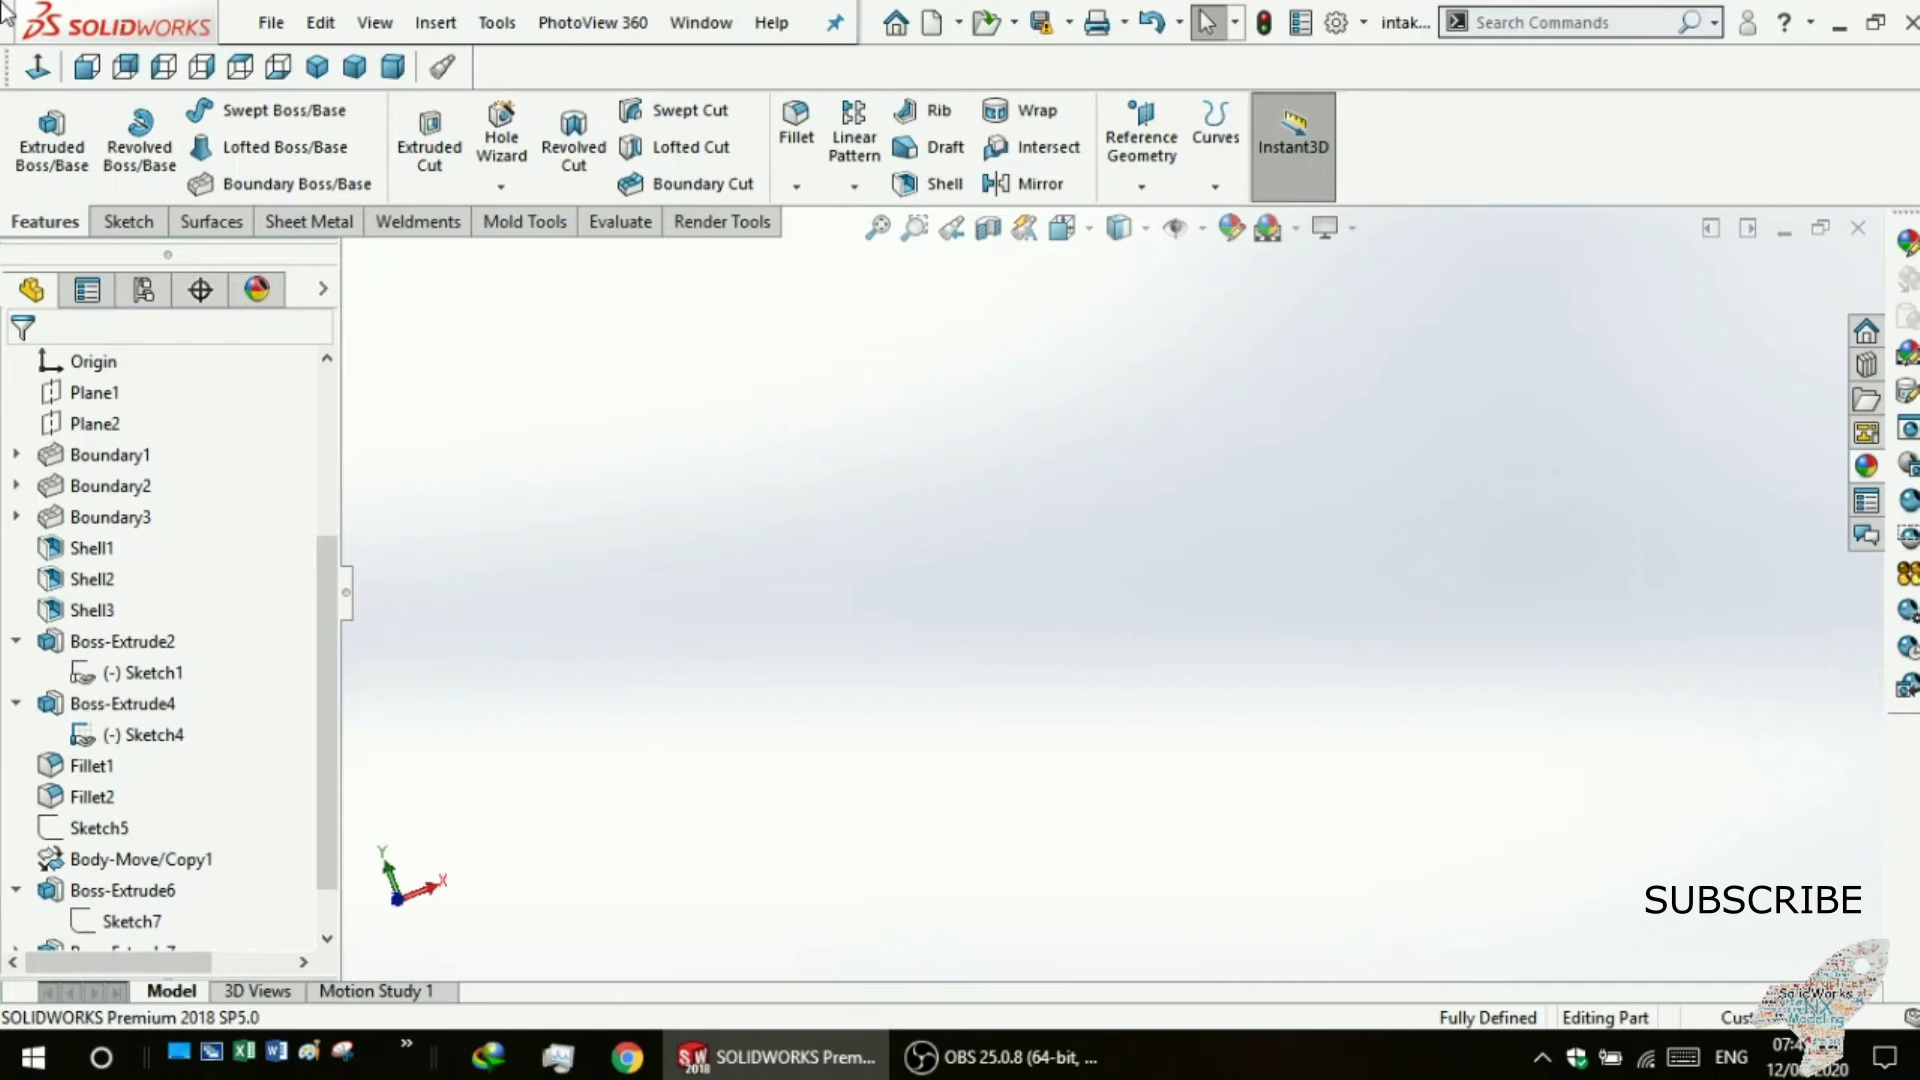 SOLIDWORKS File Edit View Insert Tools PhotoView 360 Window Help intak... Search Commands ?
Extruded Boss/Base
Revolved Boss/Base
Swept Boss/Base
Lofted Boss/Base
Boundary Boss/Base
Extruded Cut
Hole Wizard
Revolved Cut
Swept Cut
Lofted Cut
Boundary Cut
Fillet
Linear Pattern
Rib
Draft
Shell
Wrap
Intersect
Mirror
Reference Geometry
Curves
Instant3D
Features Sketch Surfaces Sheet Metal Weldments Mold Tools Evaluate Render Tools
Origin
Plane1
Plane2
Boundary1
Boundary2
Boundary3
Shell1
Shell2
Shell3
Boss-Extrude2
(-) Sketch1
Boss-Extrude4
(-) Sketch4
Fillet1
Fillet2
Sketch5
Body-Move/Copy1
Boss-Extrude6
Sketch7
Y
X
SUBSCRIBE
SolidWorks
NX
Modeling
Model 3D Views Motion Study 1
SOLIDWORKS Premium 2018 SP5.0 Fully Defined Editing Part
SOLIDWORKS Prem... OBS 25.0.8 (64-bit, ... ENG